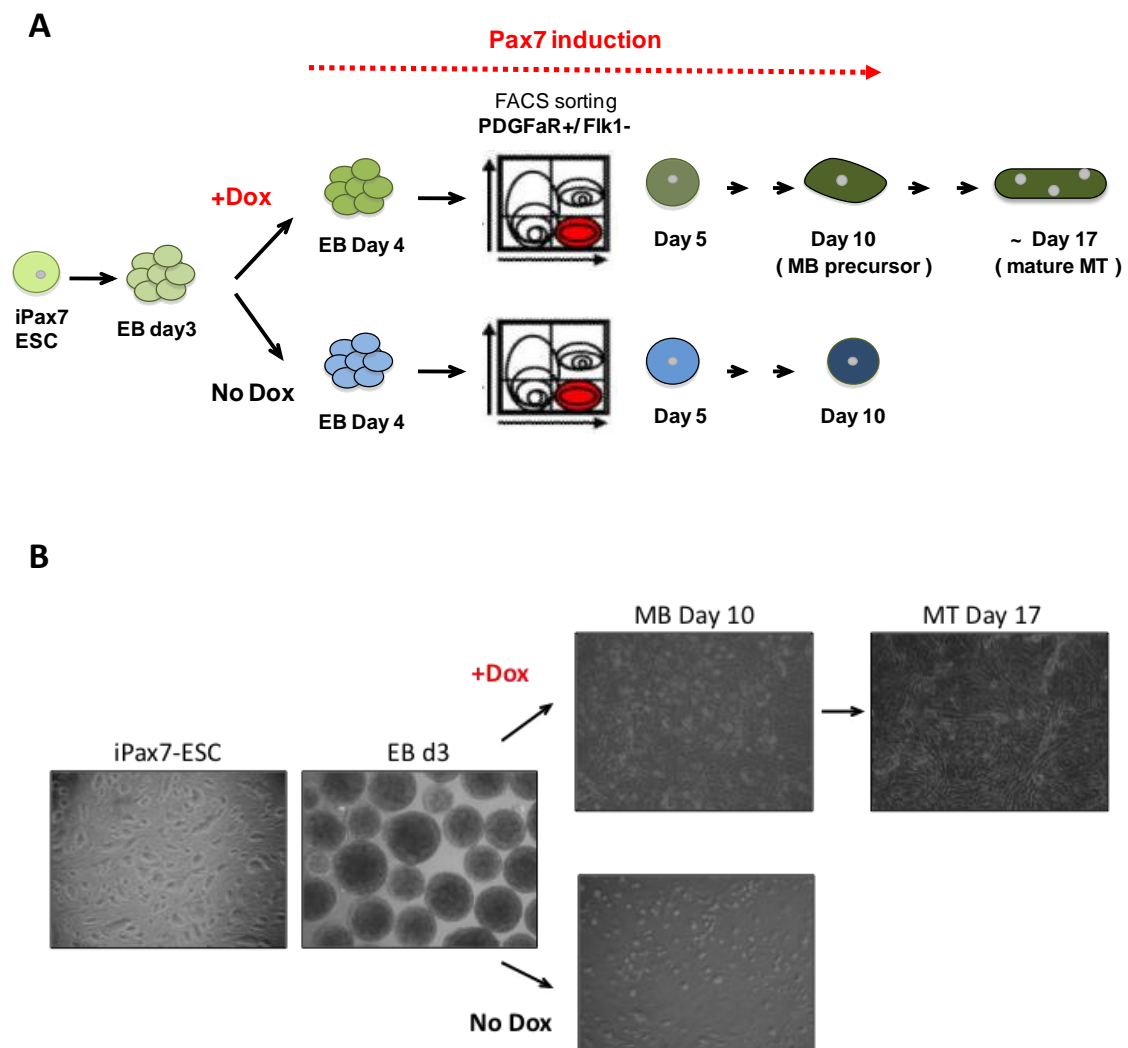 A
Pax7 induction
FACS sorting
PDGFaR+/ Flk1-
+Dox
EB Day 4
Day 5
Day 10
( MB precursor )
~ Day 17
( mature MT )
iPax7
ESC
EB day3
No Dox
EB Day 4
Day 5
Day 10
B
MB Day 10
MT Day 17
+Dox
iPax7-ESC
EB d3
No Dox